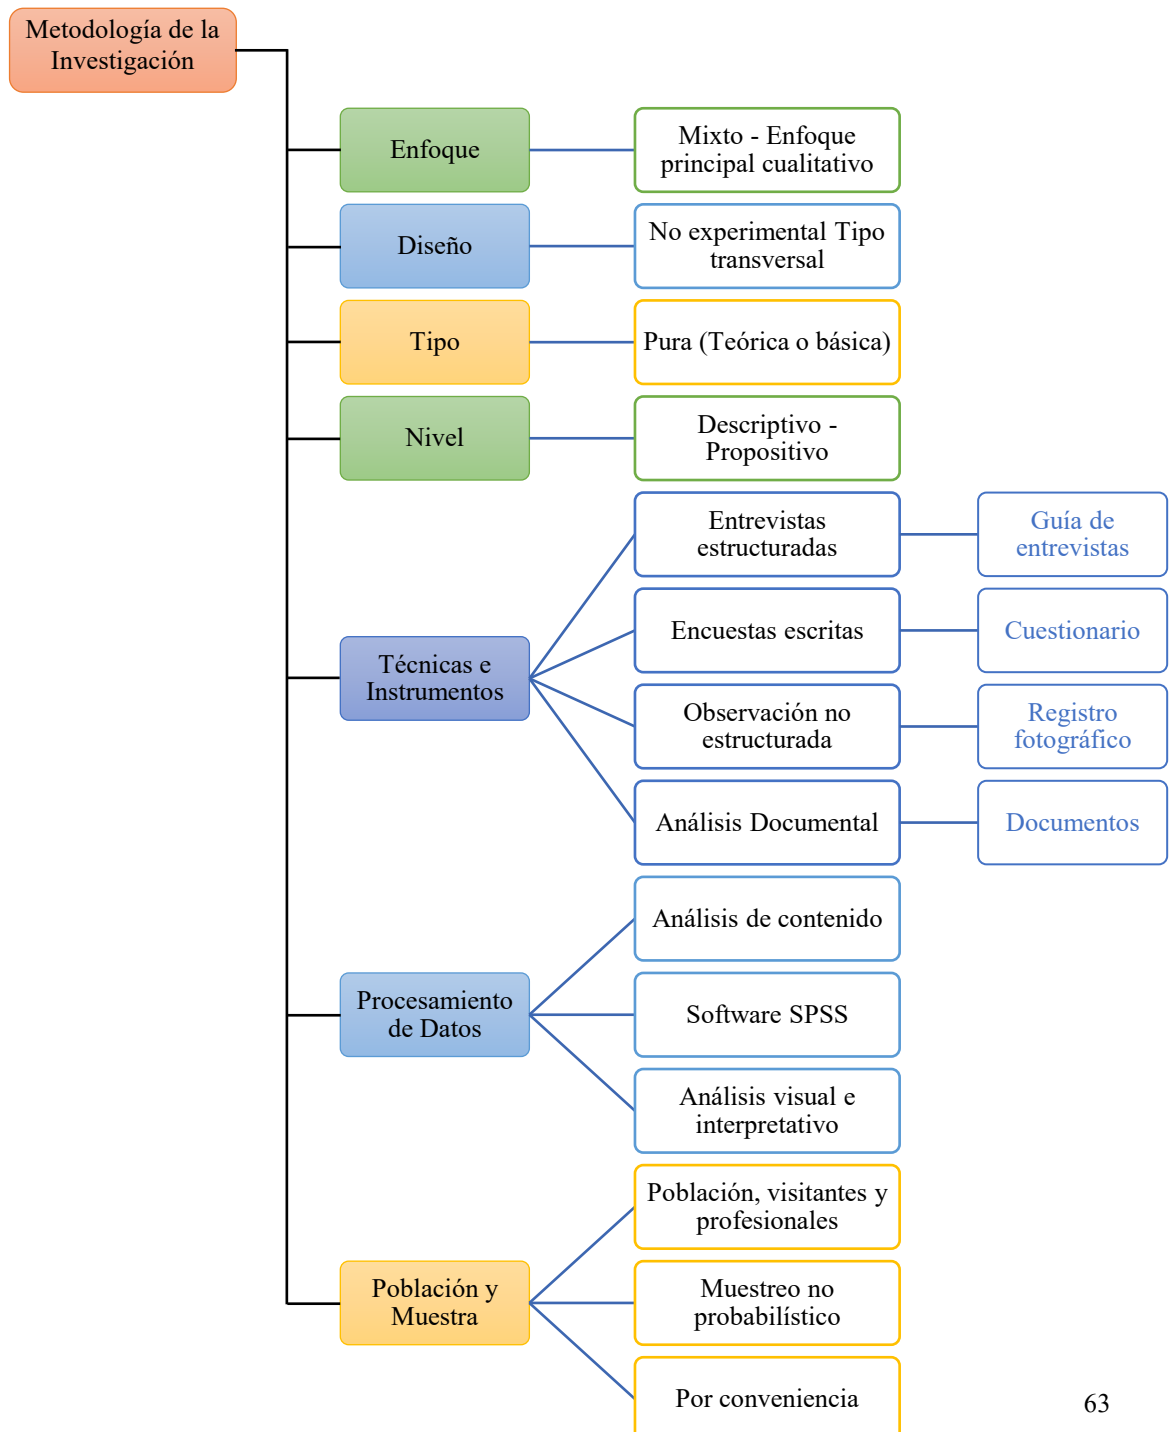 Metodología de la
Investigación
Enfoque
Mixto - Enfoque
principal cualitativo
Diseño
No experimental Tipo
transversal
Tipo
Pura (Teórica o básica)
Nivel
Descriptivo -
Propositivo
Técnicas e
Instrumentos
Entrevistas
estructuradas
Guía de
entrevistas
Encuestas escritas
Cuestionario
Observación no
estructurada
Registro
fotográfico
Análisis Documental
Documentos
Procesamiento
de Datos
Análisis de contenido
Software SPSS
Análisis visual e
interpretativo
Población y
Muestra
Población, visitantes y
profesionales
Muestreo no
probabilístico
Por conveniencia
63